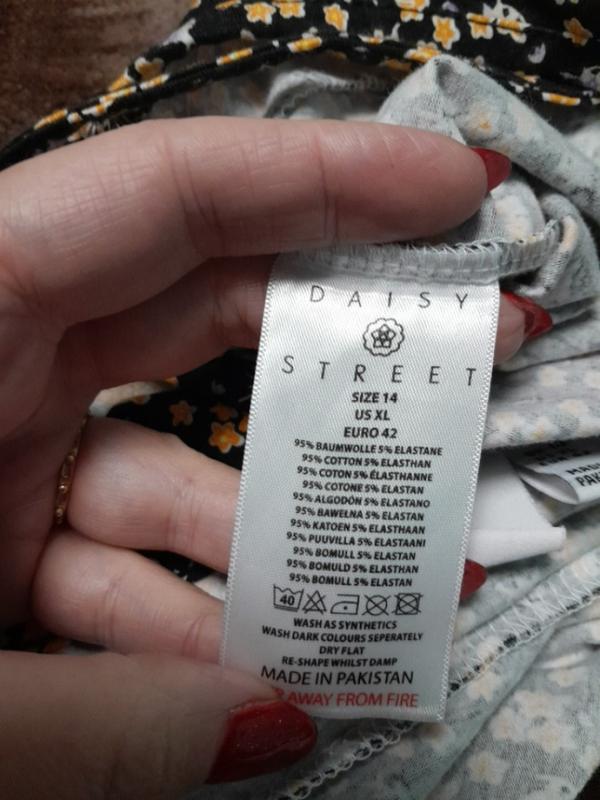 DAISY
STREET
SIZE 14
US XL
EURO 42
95% BAUMWOLLE 5% ELASTANE
95% COTTON 5% ELASTHAN
95% COTON 5% ÉLASTHANNE
95% COTONE 5% ELASTAN
95% ALGODÓN 5% ELASTANO
95% BAWEŁNA 5% ELASTAN
95% KATOEN 5% ELASTHAAN
95% PUUVILLA 5% ELASTAANI
95% BOMULL 5% ELASTAN
95% BOMULD 5% ELASTHAN
95% BOMULL 5% ELASTAN
40
WASH AS SYNTHETICS
WASH DARK COLOURS SEPERATELY
DRY FLAT
RE-SHAPE WHILST DAMP
MADE IN PAKISTAN
AWAY FROM FIRE